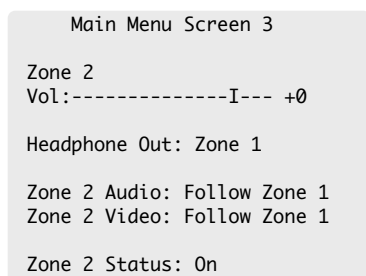 Main Menu Screen 3
Zone 2
Vol:--------------I--- +0
Headphone Out: Zone 1
Zone 2 Audio: Follow Zone 1
Zone 2 Video: Follow Zone 1
Zone 2 Status: On